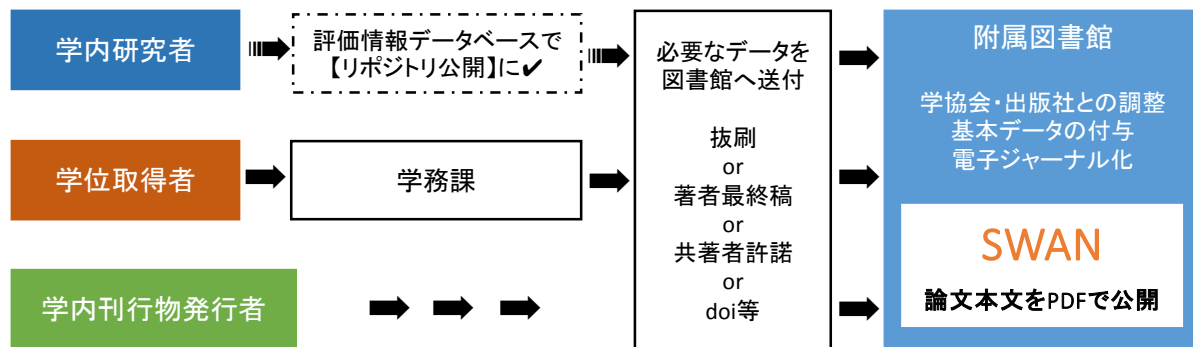 学内研究者
評価情報データベースで
【リポジトリ公開】に✔
学位取得者
学務課
学内刊行物発行者
必要なデータを
図書館へ送付
抜刷
or
著者最終稿
or
共著者許諾
or
doi等
附属図書館
学協会・出版社との調整
基本データの付与
電子ジャーナル化
SWAN
論文本文をPDFで公開